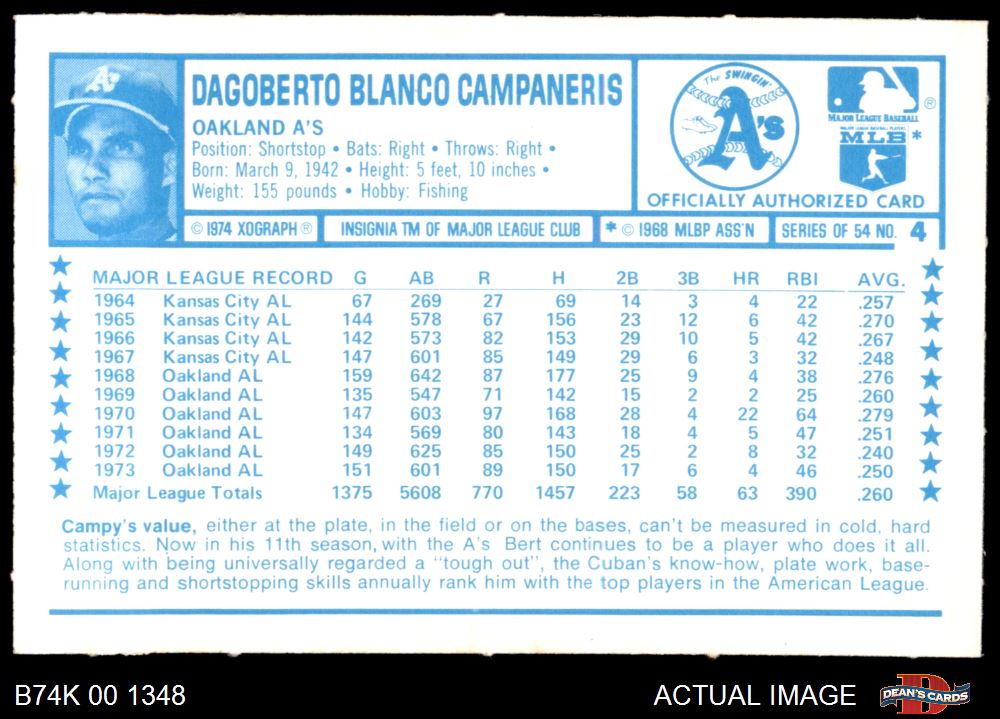 DAGOBERTO BLANCO CAMPANERIS
OAKLAND A'S
Position: Shortstop • Bats: Right • Throws: Right •
Born: March 9, 1942 • Height: 5 feet, 10 inches •
Weight: 155 pounds • Hobby: Fishing
The SWINGIN'
A's
®
MAJOR LEAGUE BASEBALL
MAJOR LEAGUE BASEBALL PLAYERS
MLB *
OFFICIALLY AUTHORIZED CARD
© 1974 XOGRAPH ® INSIGNIA TM OF MAJOR LEAGUE CLUB * © 1968 MLBP ASS'N SERIES OF 54 NO. 4
MAJOR LEAGUE RECORD G AB R H 2B 3B HR RBI AVG.
1964 Kansas City AL 67 269 27 69 14 3 4 22 .257
1965 Kansas City AL 144 578 67 156 23 12 6 42 .270
1966 Kansas City AL 142 573 82 153 29 10 5 42 .267
1967 Kansas City AL 147 601 85 149 29 6 3 32 .248
1968 Oakland AL 159 642 87 177 25 9 4 38 .276
1969 Oakland AL 135 547 71 142 15 2 2 25 .260
1970 Oakland AL 147 603 97 168 28 4 22 64 .279
1971 Oakland AL 134 569 80 143 18 4 5 47 .251
1972 Oakland AL 149 625 85 150 25 2 8 32 .240
1973 Oakland AL 151 601 89 150 17 6 4 46 .250
Major League Totals 1375 5608 770 1457 223 58 63 390 .260
Campy's value, either at the plate, in the field or on the bases, can't be measured in cold, hard
statistics. Now in his 11th season, with the A's Bert continues to be a player who does it all.
Along with being universally regarded a "tough out", the Cuban's know-how, plate work, base-
running and shortstopping skills annually rank him with the top players in the American League.
B74K 00 1348 ACTUAL IMAGE DEAN'S CARDS